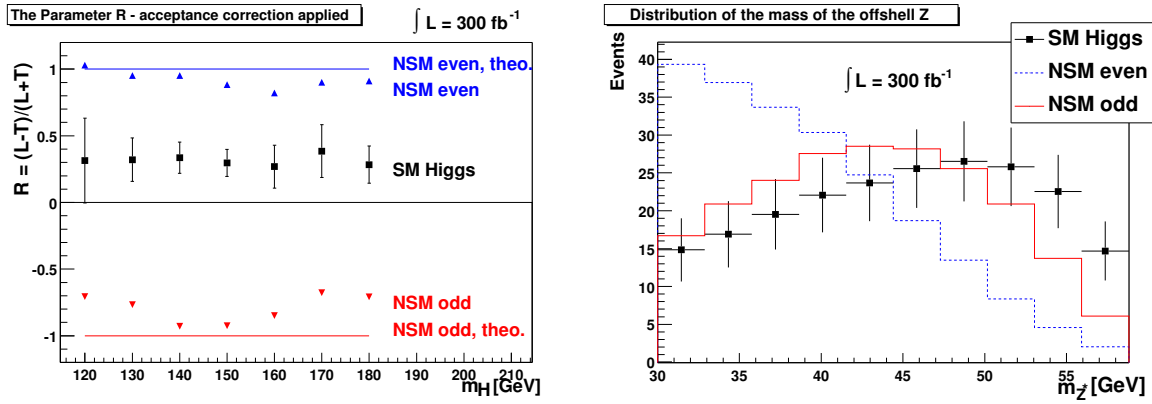 The Parameter R - acceptance correction applied
∫ L = 300 fb⁻¹
R = (L-T)/(L+T)
1
0.5
0
-0.5
-1
NSM even, theo.
NSM even
SM Higgs
NSM odd
NSM odd, theo.
120 130 140 150 160 170 180 190 200 210
m_H [GeV]
Distribution of the mass of the offshell Z
Events
40
35
30
25
20
15
10
5
0
∫ L = 300 fb⁻¹
SM Higgs
NSM even
NSM odd
30 35 40 45 50 55
m_Z* [GeV]